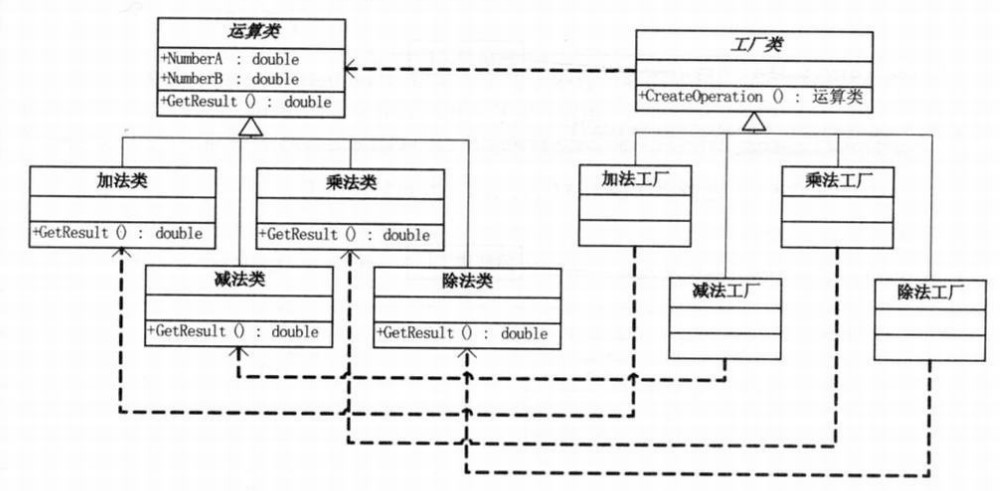 运算类
+NumberA : double
+NumberB : double
+GetResult () : double
工厂类
+CreateOperation () : 运算类
加法类
+GetResult () : double
乘法类
+GetResult () : double
加法工厂
乘法工厂
减法类
+GetResult () : double
除法类
+GetResult () : double
减法工厂
除法工厂